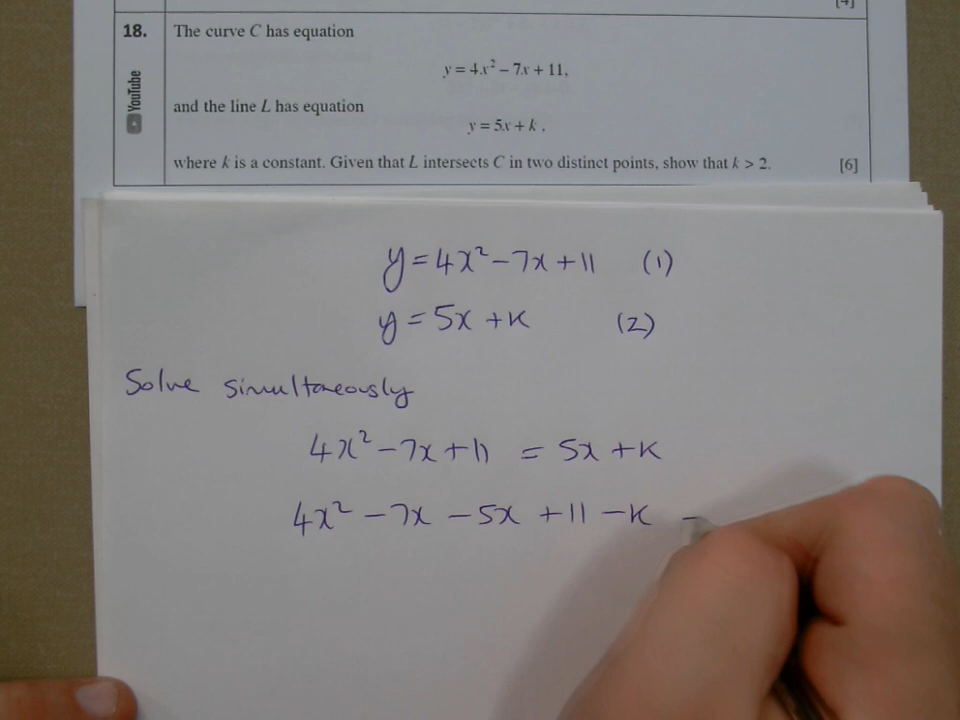 [4]
18. The curve C has equation
y = 4x² – 7x + 11,
YouTube
and the line L has equation
y = 5x + k ,
where k is a constant. Given that L intersects C in two distinct points, show that k > 2. [6]
y = 4x² – 7x + 11 (1)
y = 5x + k (2)
Solve simultaneously
4x² – 7x + 11 = 5x + k
4x² – 7x – 5x + 11 – k